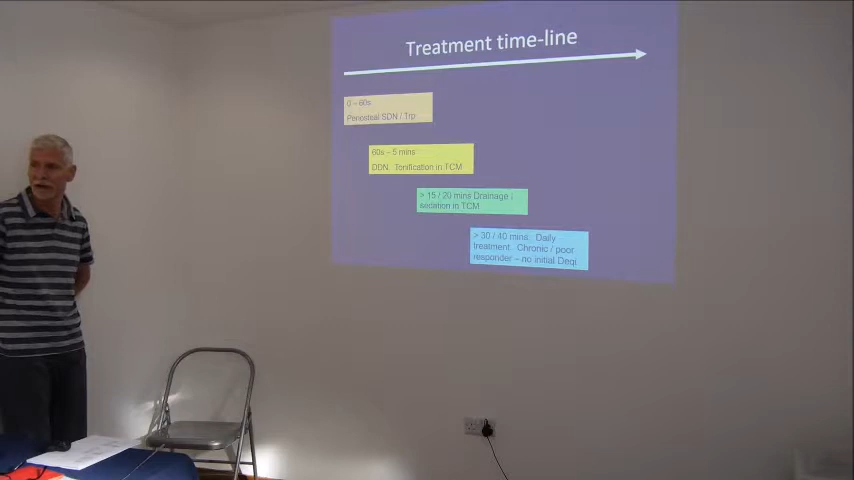 Treatment time-line
0 – 60s
Periosteal SDN / Trp
60s – 5 mins
DDN. Tonification in TCM
> 15 / 20 mins Drainage /
sedation in TCM
> 30 / 40 mins. Daily
treatment. Chronic / poor
responder – no initial Deqi